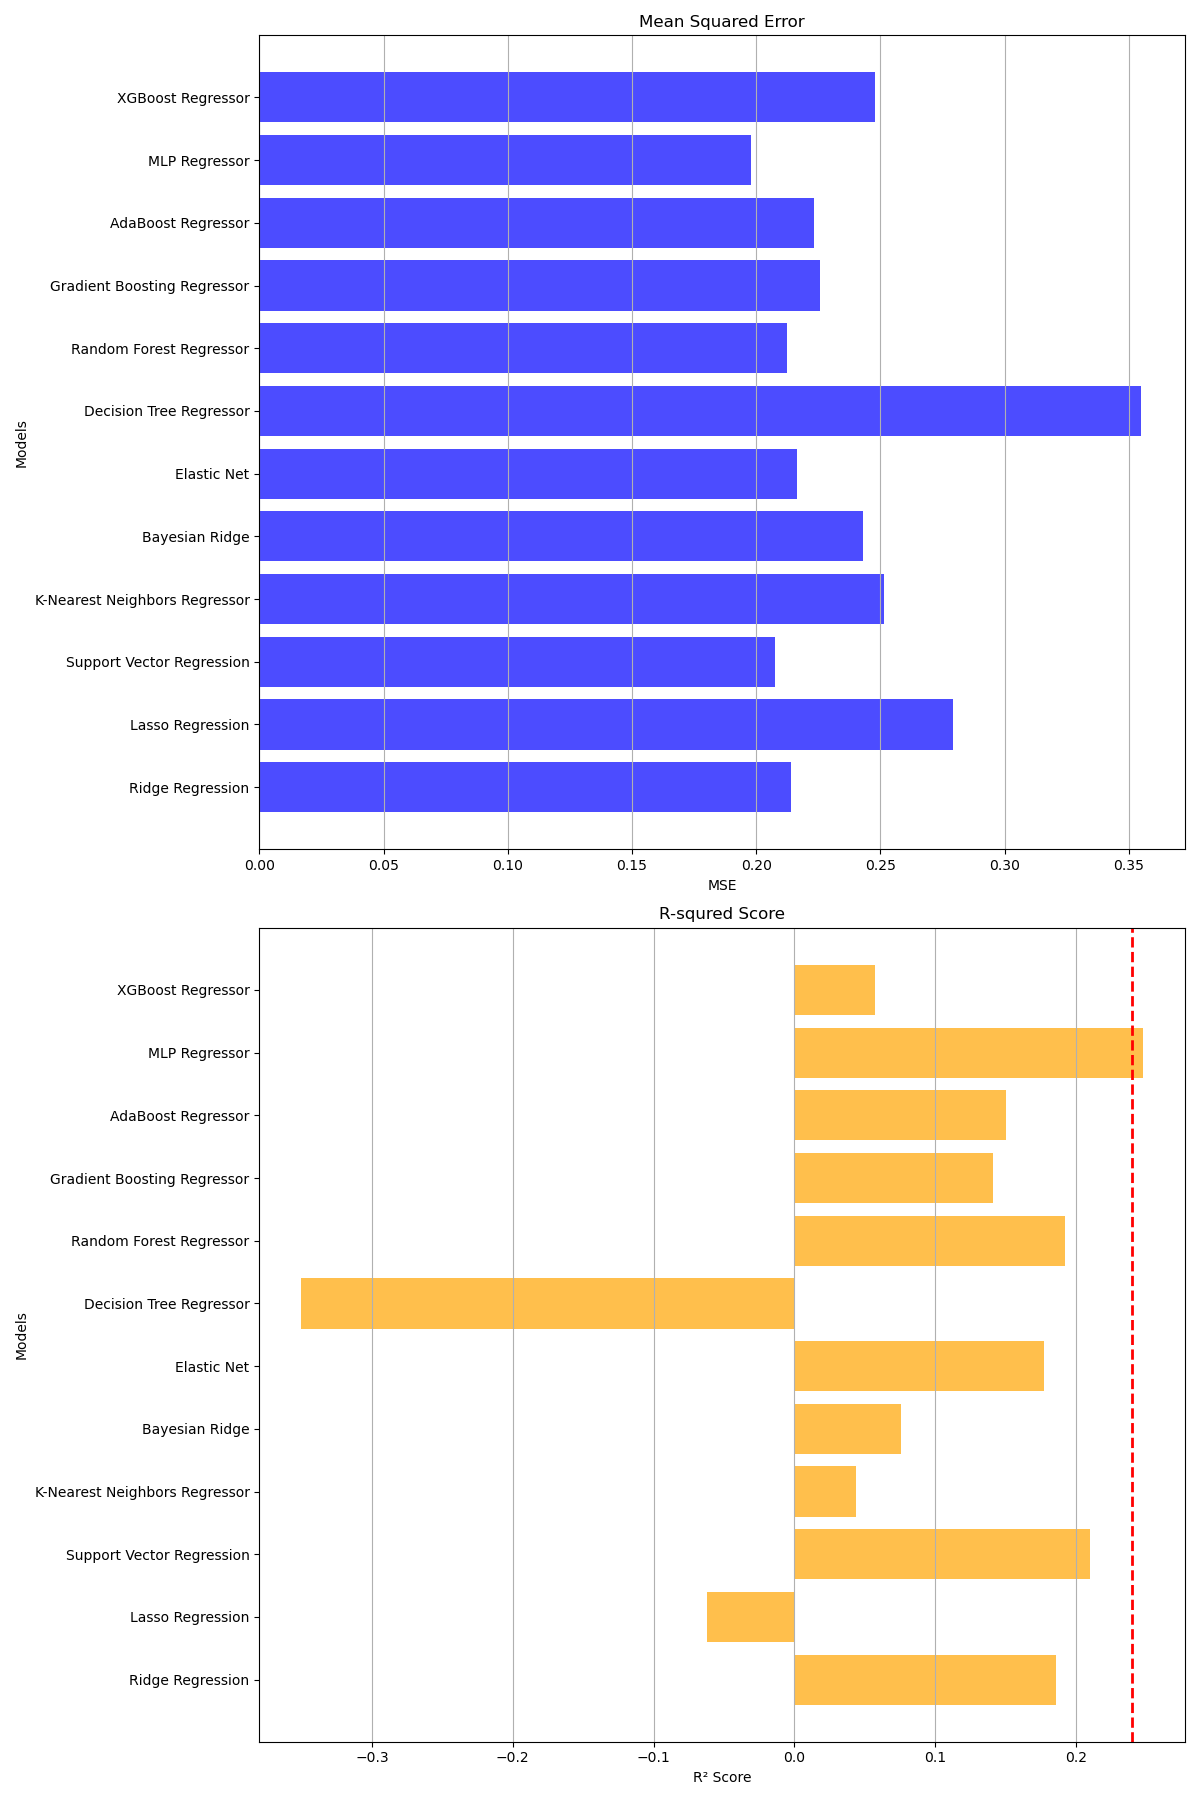 Mean Squared Error
XGBoost Regressor
MLP Regressor
AdaBoost Regressor
Gradient Boosting Regressor
Random Forest Regressor
Decision Tree Regressor
Elastic Net
Bayesian Ridge
K-Nearest Neighbors Regressor
Support Vector Regression
Lasso Regression
Ridge Regression
Models
0.00 0.05 0.10 0.15 0.20 0.25 0.30 0.35
MSE
R-squred Score
XGBoost Regressor
MLP Regressor
AdaBoost Regressor
Gradient Boosting Regressor
Random Forest Regressor
Decision Tree Regressor
Elastic Net
Bayesian Ridge
K-Nearest Neighbors Regressor
Support Vector Regression
Lasso Regression
Ridge Regression
Models
−0.3 −0.2 −0.1 0.0 0.1 0.2
R² Score